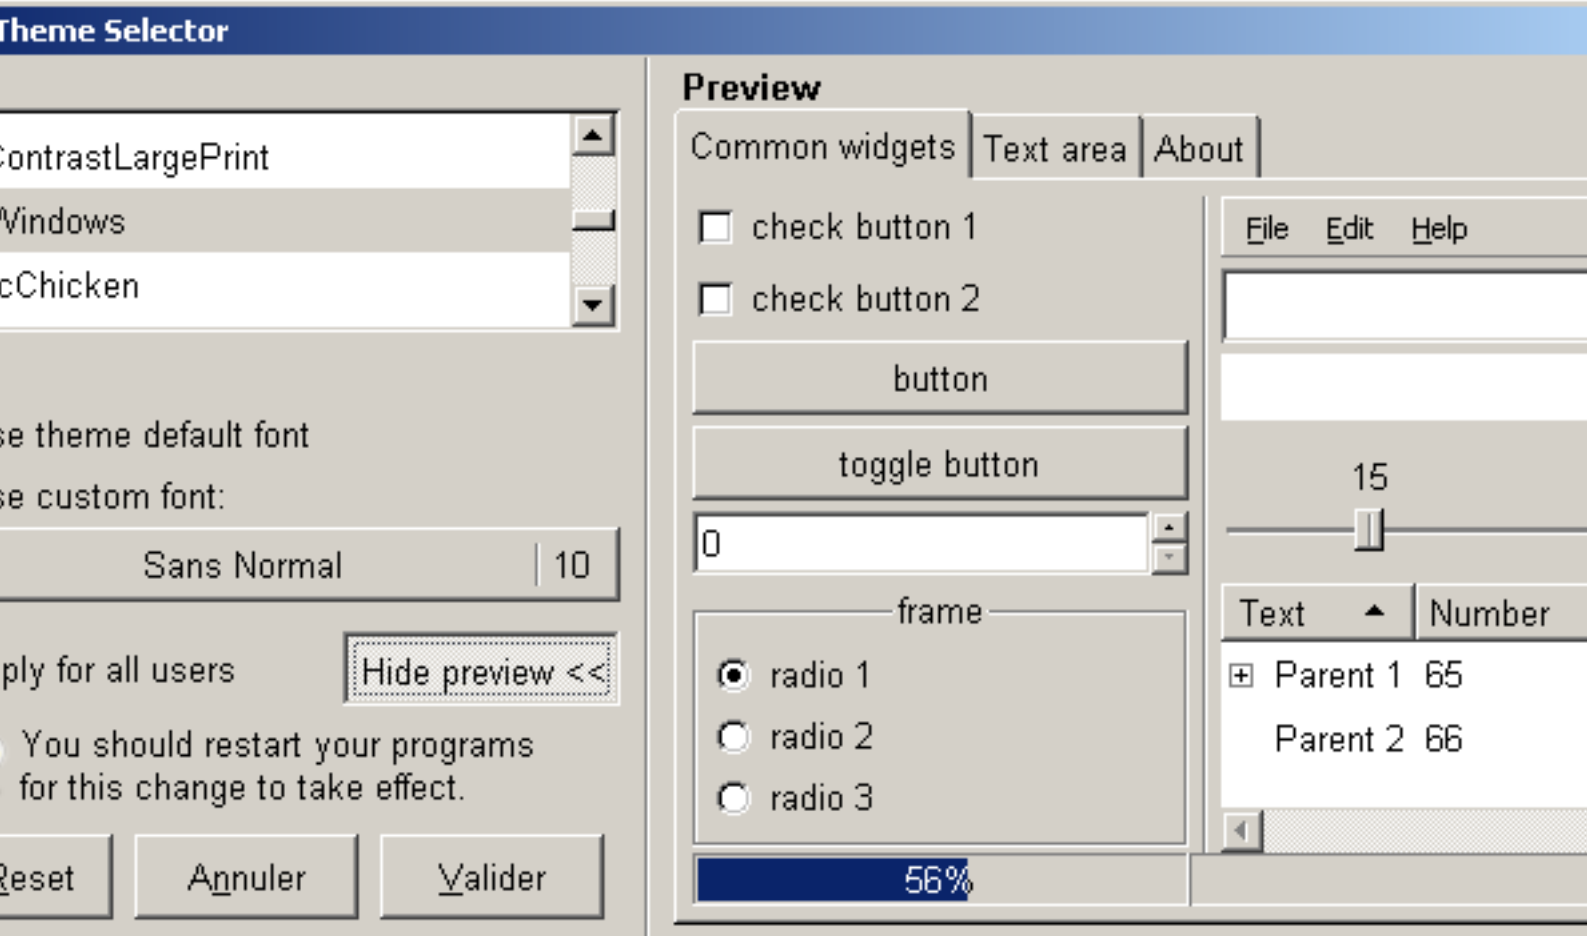 Theme Selector
ContrastLargePrint
Windows
cChicken
se theme default font
se custom font:
Sans Normal 10
ply for all users
Hide preview <<
You should restart your programs
for this change to take effect.
Reset Annuler Valider
Preview
Common widgets Text area About
check button 1
check button 2
button
toggle button
0
frame
radio 1
radio 2
radio 3
56%
File Edit Help
15
Text Number
Parent 1 65
Parent 2 66